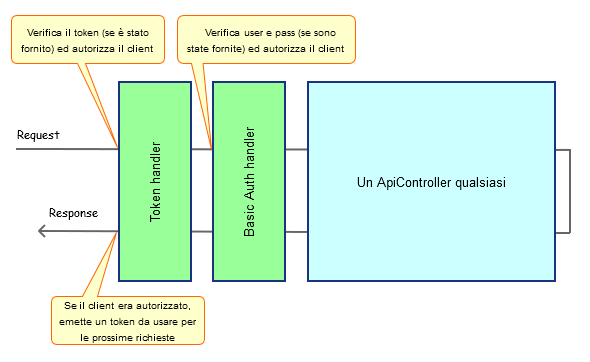 Verifica il token (se è stato
fornito) ed autorizza il client
Verifica user e pass (se sono
state fornite) ed autorizza il client
Request
Token handler
Basic Auth handler
Un ApiController qualsiasi
Response
Se il client era autorizzato,
emette un token da usare per
le prossime richieste